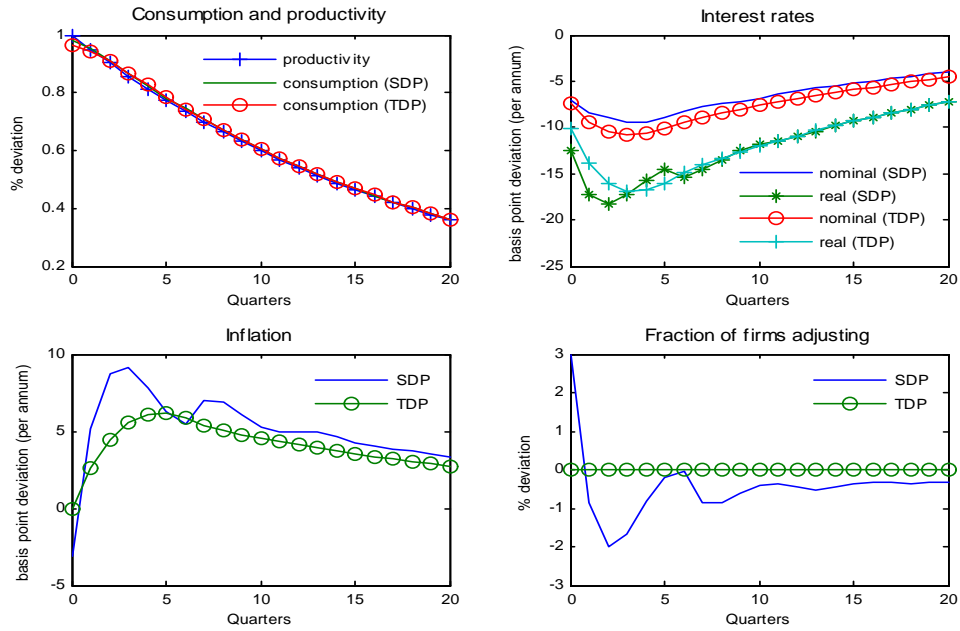 Consumption and productivity
1
0.8
0.6
0.4
0.2
% deviation
productivity
consumption (SDP)
consumption (TDP)
0
5
10
15
20
Quarters
Interest rates
0
-5
-10
-15
-20
-25
basis point deviation (per annum)
nominal (SDP)
real (SDP)
nominal (TDP)
real (TDP)
0
5
10
15
20
Quarters
Inflation
10
5
0
-5
basis point deviation (per annum)
SDP
TDP
0
5
10
15
20
Quarters
Fraction of firms adjusting
3
2
1
0
-1
-2
-3
% deviation
SDP
TDP
0
5
10
15
20
Quarters